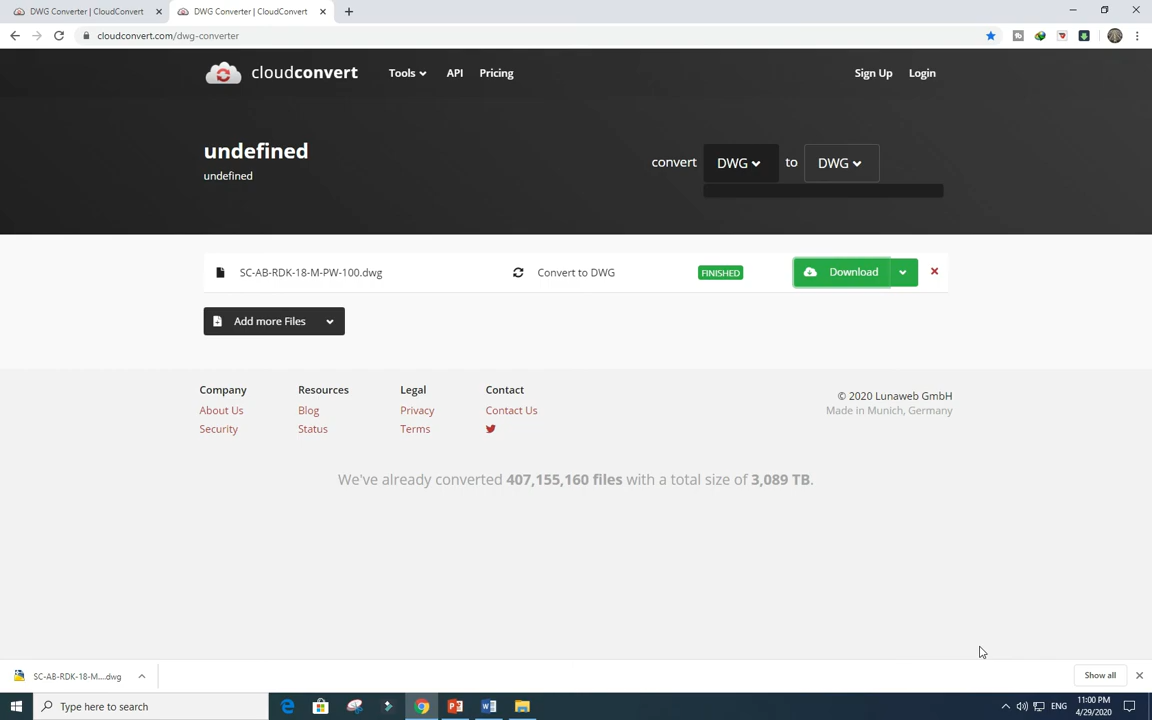 DWG Converter | CloudConvert
DWG Converter | CloudConvert
cloudconvert.com/dwg-converter
cloudconvert Tools API Pricing Sign Up Login
undefined
undefined
convert DWG to DWG
SC-AB-RDK-18-M-PW-100.dwg Convert to DWG FINISHED Download
Add more Files
Company Resources Legal Contact
About Us Blog Privacy Contact Us
Security Status Terms
© 2020 Lunaweb GmbH
Made in Munich, Germany
We've already converted 407,155,160 files with a total size of 3,089 TB.
SC-AB-RDK-18-M....dwg Show all
Type here to search ENG 11:00 PM
4/29/2020